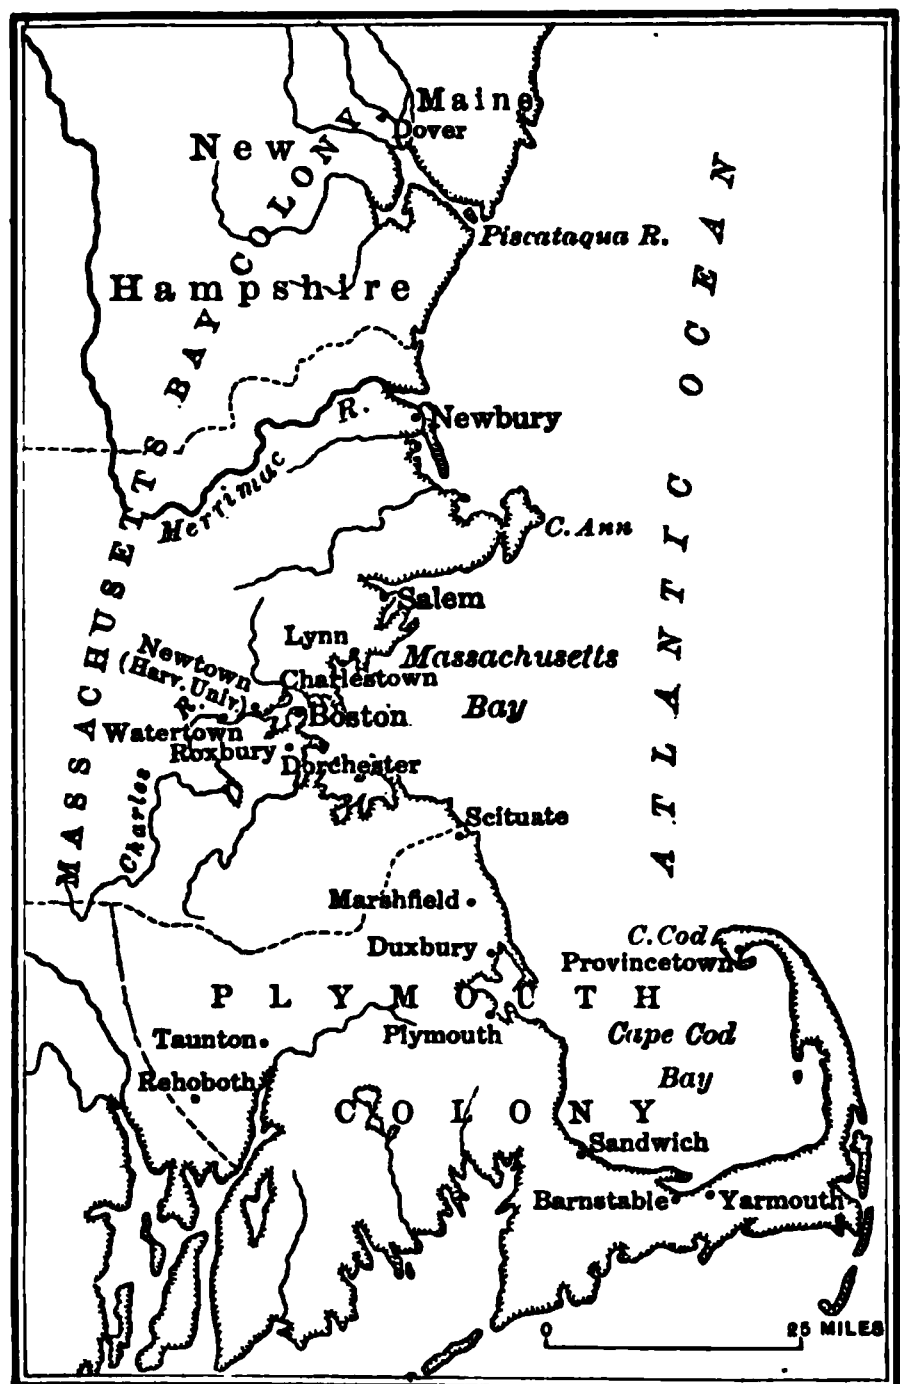 Maine
Dover
New
Hampshire
Piscataqua R.
MASSACHUSETTS BAY COLONY
ATLANTIC OCEAN
Newbury
Merrimac R.
C. Ann
Salem
Lynn
Massachusetts
Bay
Newtown
(Harv. Univ.)
Charlestown
Boston
Watertown
Roxbury
Dorchester
Charles R.
Scituate
Marshfield
Duxbury
C. Cod
Provincetown
PLYMOUTH
COLONY
Plymouth
Cape Cod
Bay
Taunton
Rehoboth
Sandwich
Barnstable
Yarmouth
0 25 MILES